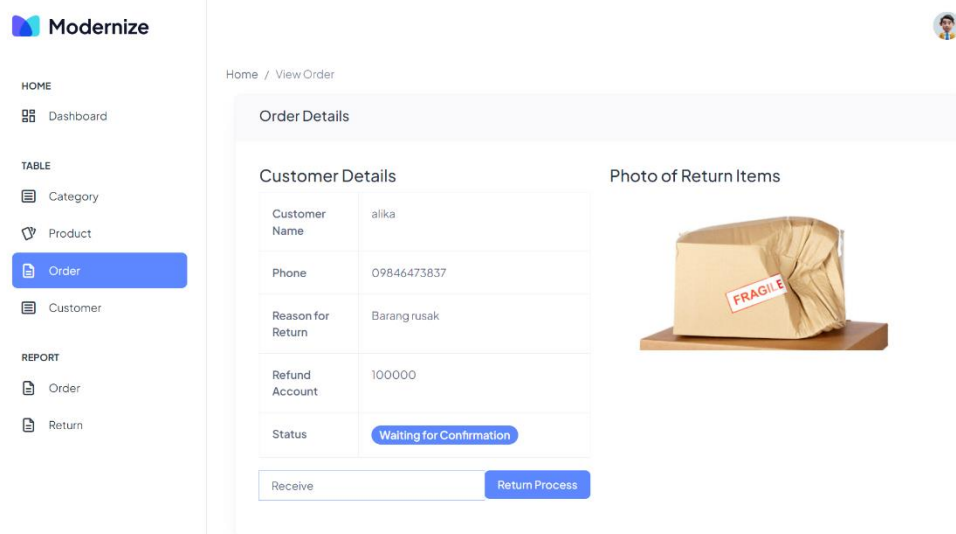 Modernize
HOME
Dashboard
TABLE
Category
Product
Order
Customer
REPORT
Order
Return
Home / View Order
Order Details
Customer Details
Customer
Name
alika
Phone
09846473837
Reason for
Return
Barang rusak
Refund
Account
100000
Status
Waiting for Confirmation
Receive
Return Process
Photo of Return Items
FRAGILE